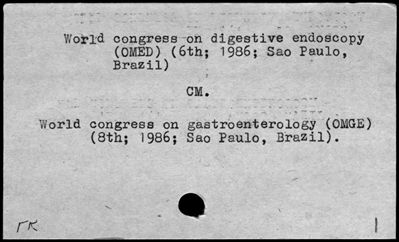 World congress on digestive endoscopy
(OMED) (6th; 1986; Sao Paulo,
Brazil)
CM.
World congress on gastroenterology (OMGE)
(8th; 1986; Sao Paulo, Brazil).
ГК